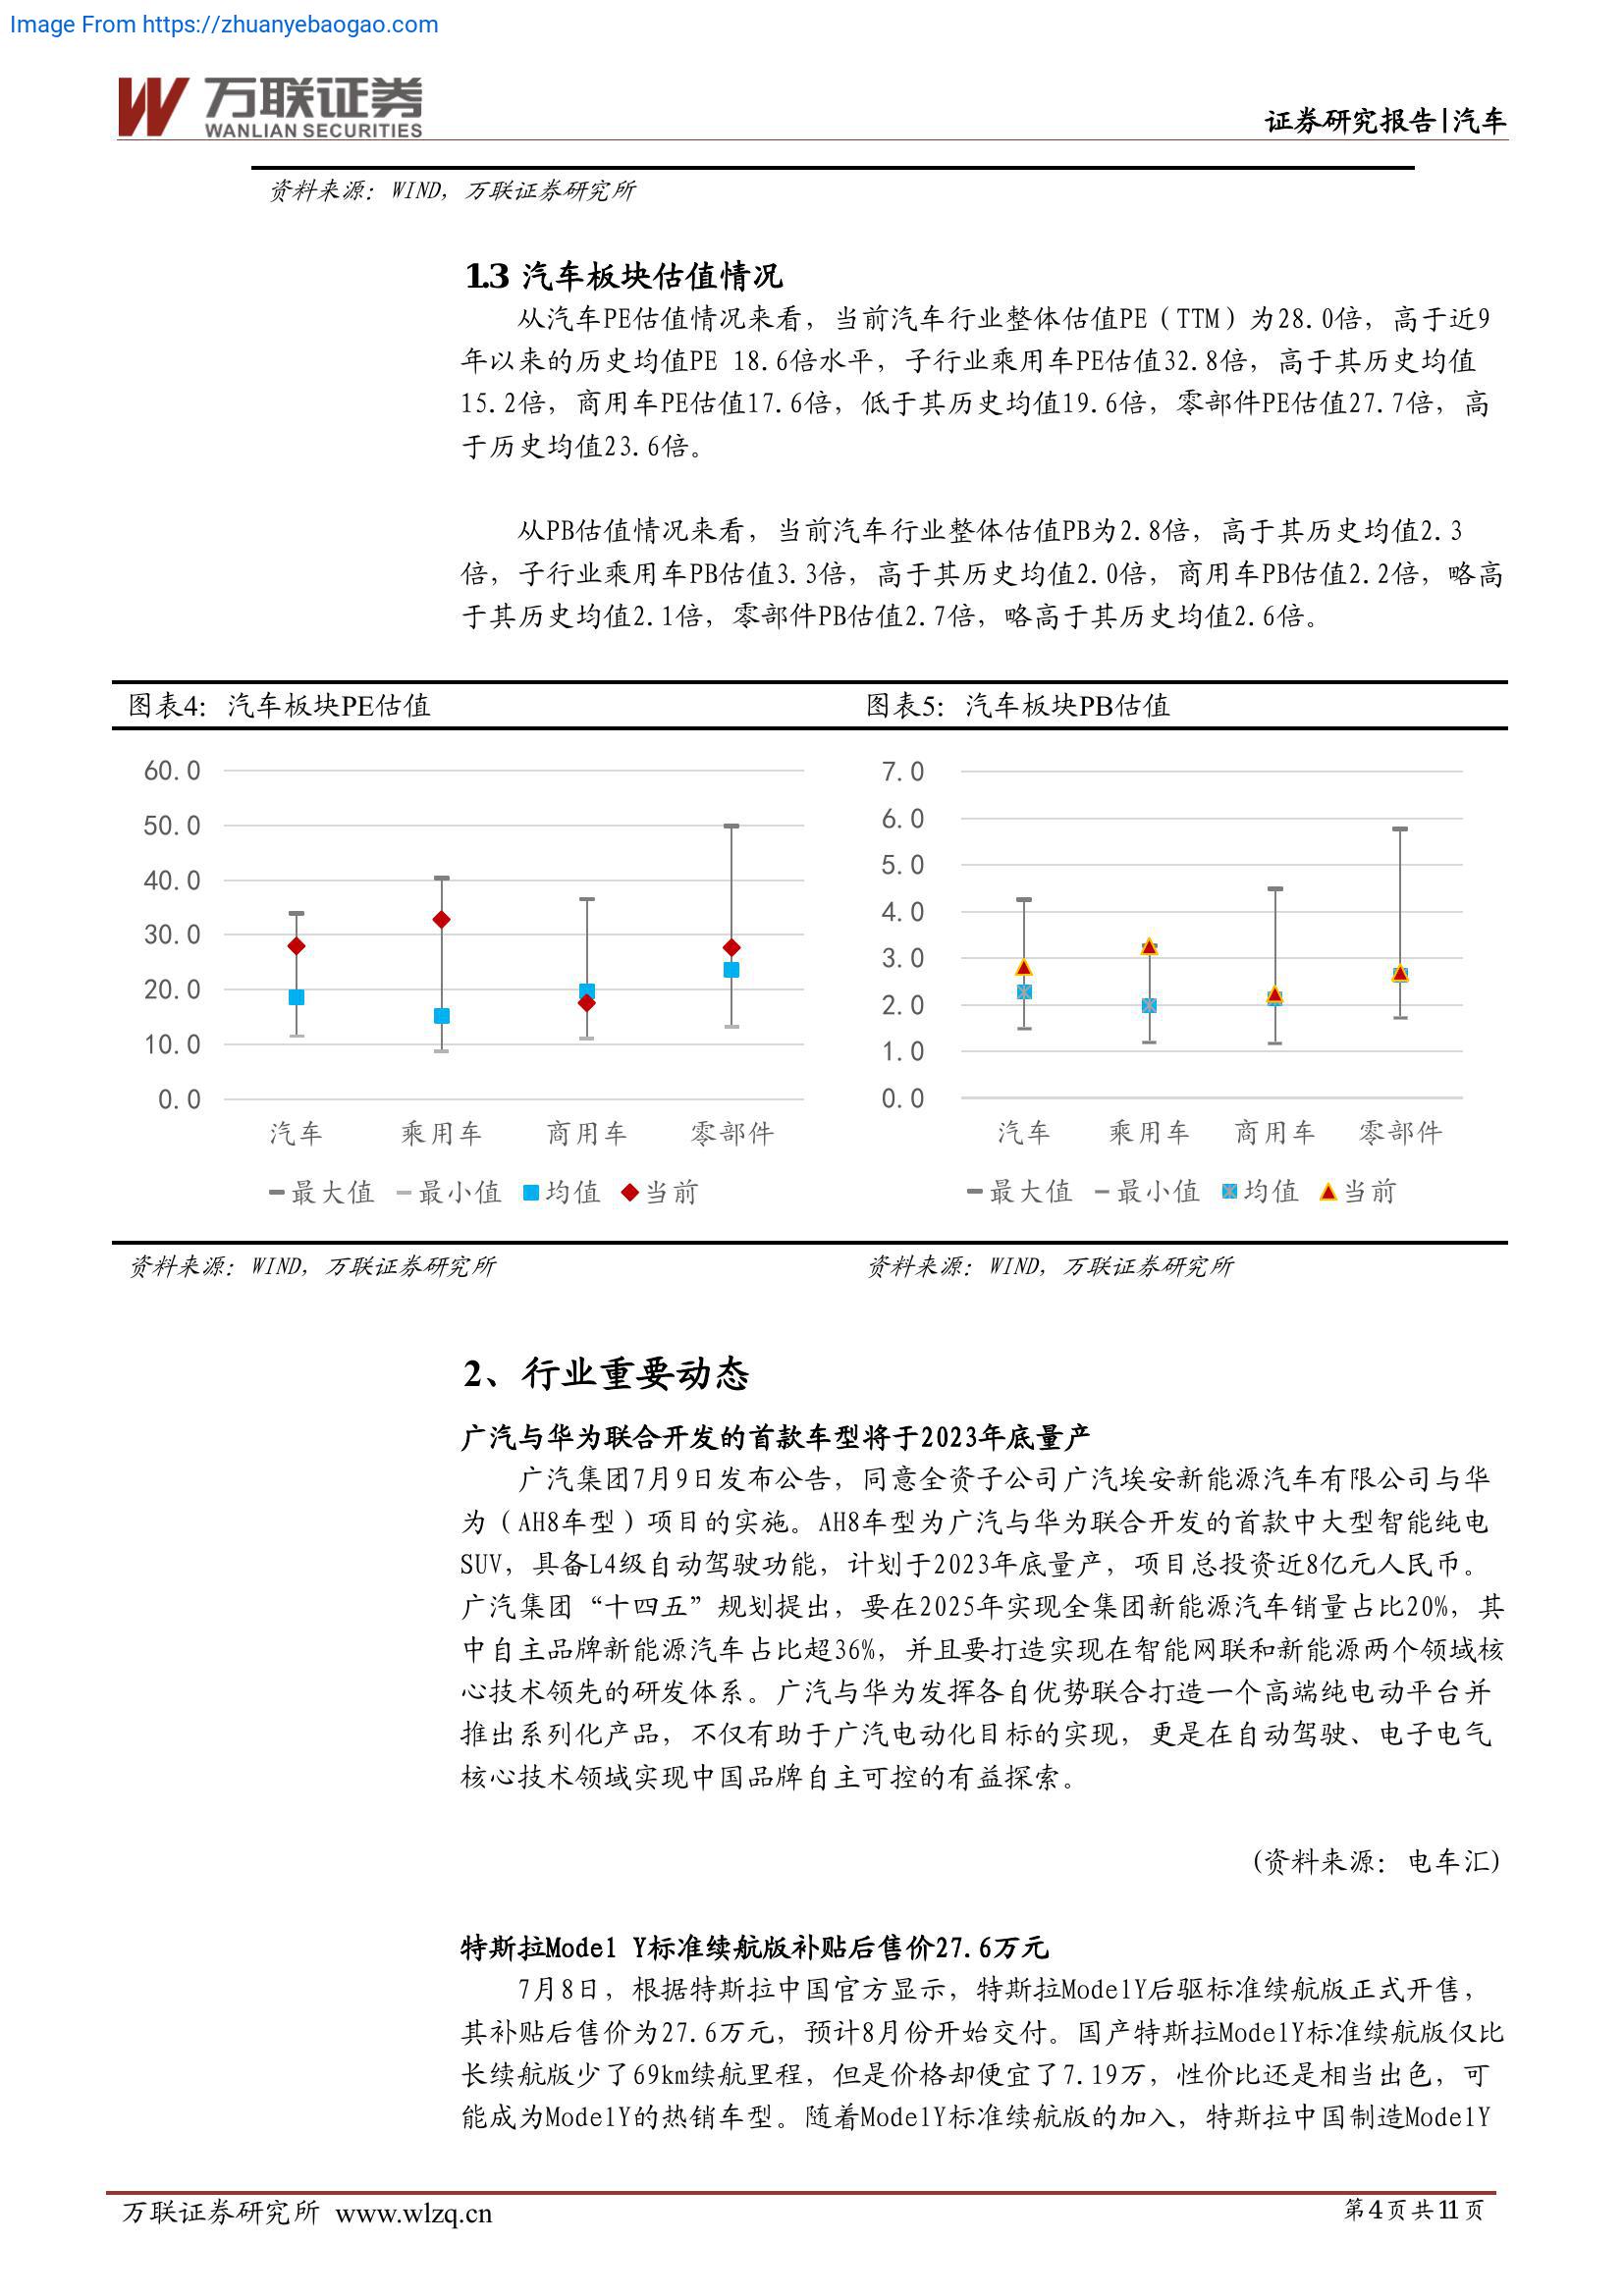 Image From https://zhuanyebaogao.com
万联证券
WANLIAN SECURITIES
证券研究报告|汽车
资料来源：WIND，万联证券研究所
1.3 汽车板块估值情况
从汽车PE估值情况来看，当前汽车行业整体估值PE（TTM）为28.0倍，高于近9
年以来的历史均值PE 18.6倍水平，子行业乘用车PE估值32.8倍，高于其历史均值
15.2倍，商用车PE估值17.6倍，低于其历史均值19.6倍，零部件PE估值27.7倍，高
于历史均值23.6倍。
从PB估值情况来看，当前汽车行业整体估值PB为2.8倍，高于其历史均值2.3
倍，子行业乘用车PB估值3.3倍，高于其历史均值2.0倍，商用车PB估值2.2倍，略高
于其历史均值2.1倍，零部件PB估值2.7倍，略高于其历史均值2.6倍。
图表4：汽车板块PE估值
60.0
50.0
40.0
30.0
20.0
10.0
0.0
汽车 乘用车 商用车 零部件
最大值 最小值 均值 当前
资料来源：WIND，万联证券研究所
图表5：汽车板块PB估值
7.0
6.0
5.0
4.0
3.0
2.0
1.0
0.0
汽车 乘用车 商用车 零部件
最大值 最小值 均值 当前
资料来源：WIND，万联证券研究所
2、行业重要动态
广汽与华为联合开发的首款车型将于2023年底量产
广汽集团7月9日发布公告，同意全资子公司广汽埃安新能源汽车有限公司与华
为（AH8车型）项目的实施。AH8车型为广汽与华为联合开发的首款中大型智能纯电
SUV，具备L4级自动驾驶功能，计划于2023年底量产，项目总投资近8亿元人民币。
广汽集团“十四五”规划提出，要在2025年实现全集团新能源汽车销量占比20%，其
中自主品牌新能源汽车占比超36%，并且要打造实现在智能网联和新能源两个领域核
心技术领先的研发体系。广汽与华为发挥各自优势联合打造一个高端纯电动平台并
推出系列化产品，不仅有助于广汽电动化目标的实现，更是在自动驾驶、电子电气
核心技术领域实现中国品牌自主可控的有益探索。
(资料来源：电车汇)
特斯拉Model Y标准续航版补贴后售价27.6万元
7月8日，根据特斯拉中国官方显示，特斯拉ModelY后驱标准续航版正式开售，
其补贴后售价为27.6万元，预计8月份开始交付。国产特斯拉ModelY标准续航版仅比
长续航版少了69km续航里程，但是价格却便宜了7.19万，性价比还是相当出色，可
能成为ModelY的热销车型。随着ModelY标准续航版的加入，特斯拉中国制造ModelY
万联证券研究所 www.wlzq.cn
第4页共11页